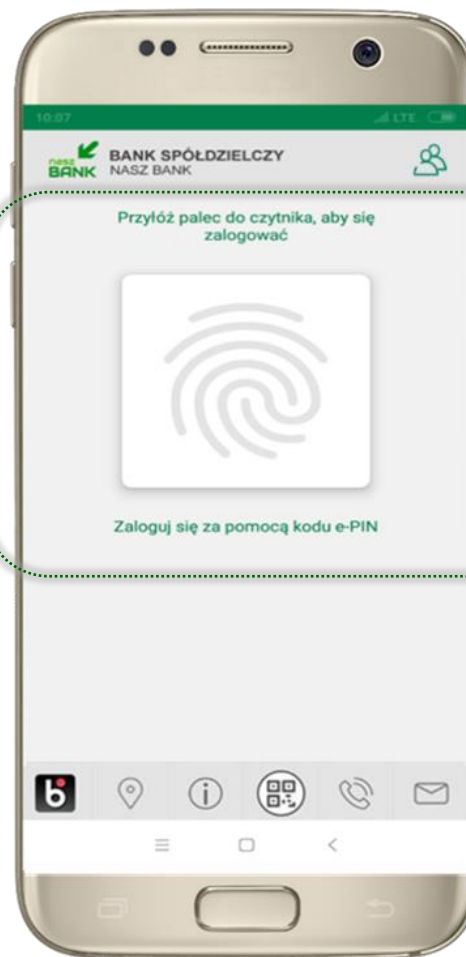 10:07
LTE
nasz
BANK
BANK SPÓŁDZIELCZY
NASZ BANK
Przyłóż palec do czytnika, aby się
zalogować
Zaloguj się za pomocą kodu e-PIN
b